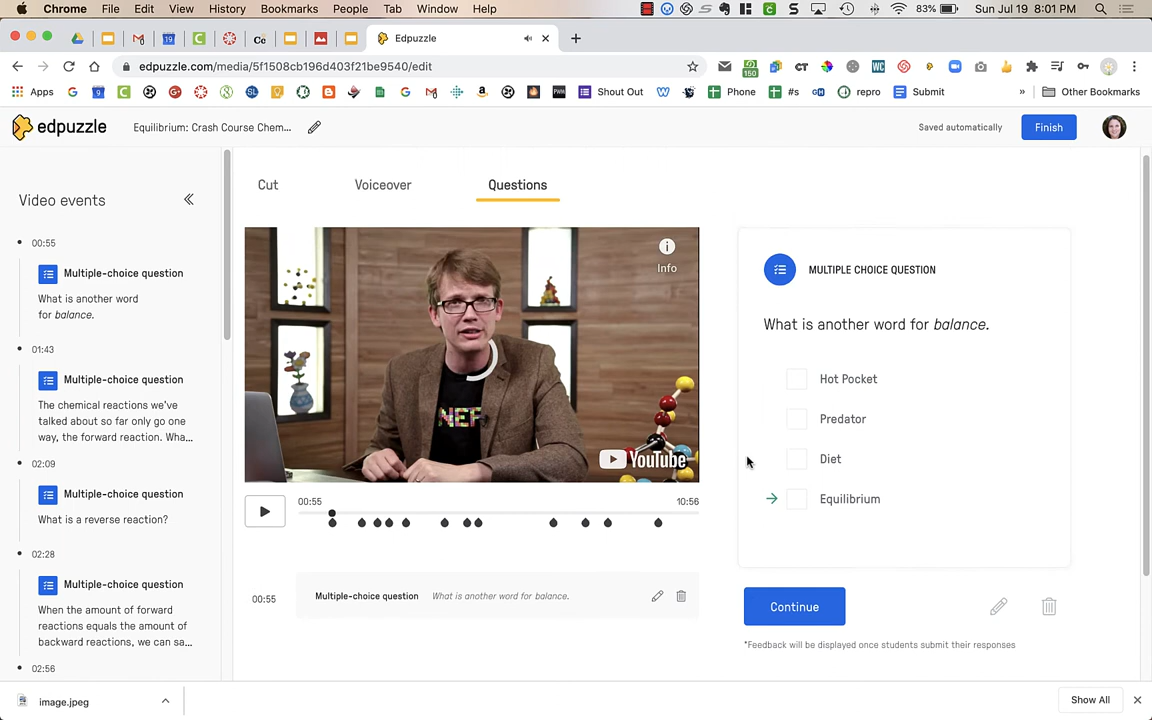 Chrome File Edit View History Bookmarks People Tab Window Help 83% Sun Jul 19 8:01 PM
Edpuzzle
edpuzzle.com/media/5f1508cb196d403f21be9540/edit
Apps Shout Out Phone #s repro Submit » Other Bookmarks
edpuzzle Equilibrium: Crash Course Chem... Saved automatically Finish
Cut Voiceover Questions
Video events
00:55
Multiple-choice question
What is another word
for balance.
01:43
Multiple-choice question
The chemical reactions we've
talked about so far only go one
way, the forward reaction. Wha...
02:09
Multiple-choice question
What is a reverse reaction?
02:28
Multiple-choice question
When the amount of forward
reactions equals the amount of
backward reactions, we can sa...
02:56
Info
YouTube
00:55 10:56
00:55 Multiple-choice question What is another word for balance.
MULTIPLE CHOICE QUESTION
What is another word for balance.
Hot Pocket
Predator
Diet
Equilibrium
Continue
*Feedback will be displayed once students submit their responses
image.jpeg Show All